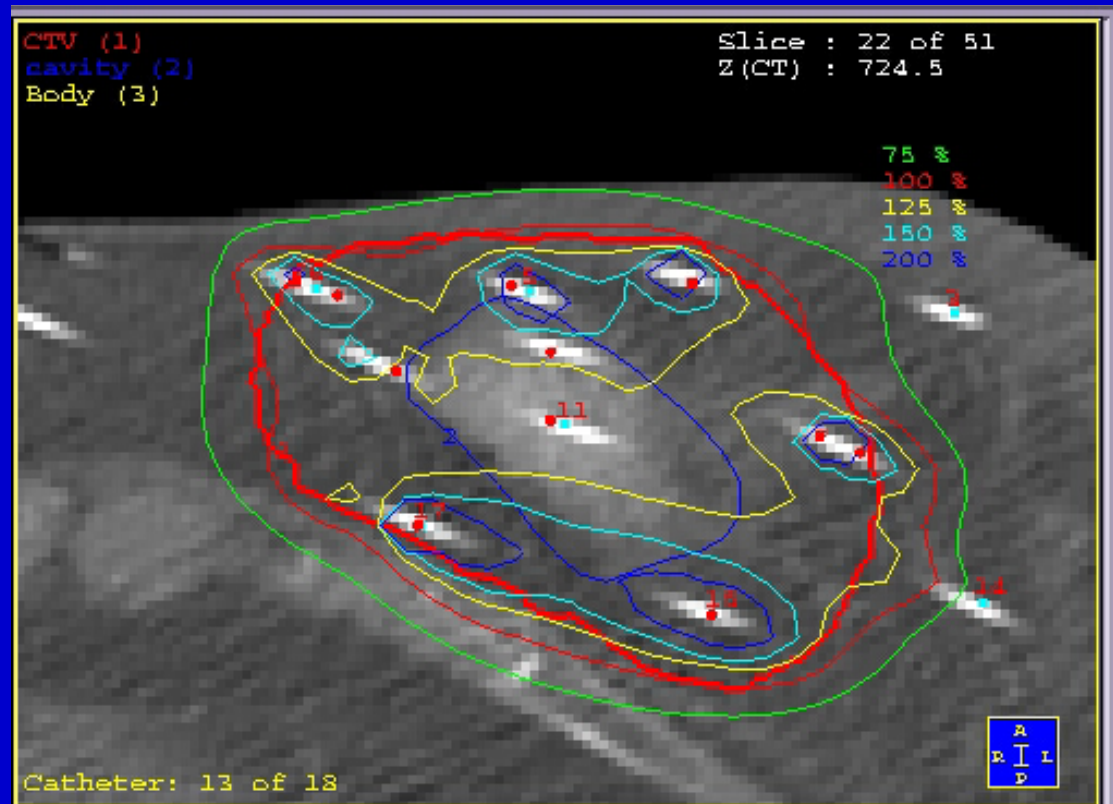 CTV (1)
cavity (2)
Body (3)
Slice : 22 of 51
Z(CT) : 724.5
75 %
100 %
125 %
150 %
200 %
3
11
2
14
Catheter: 13 of 18
A
R L
P